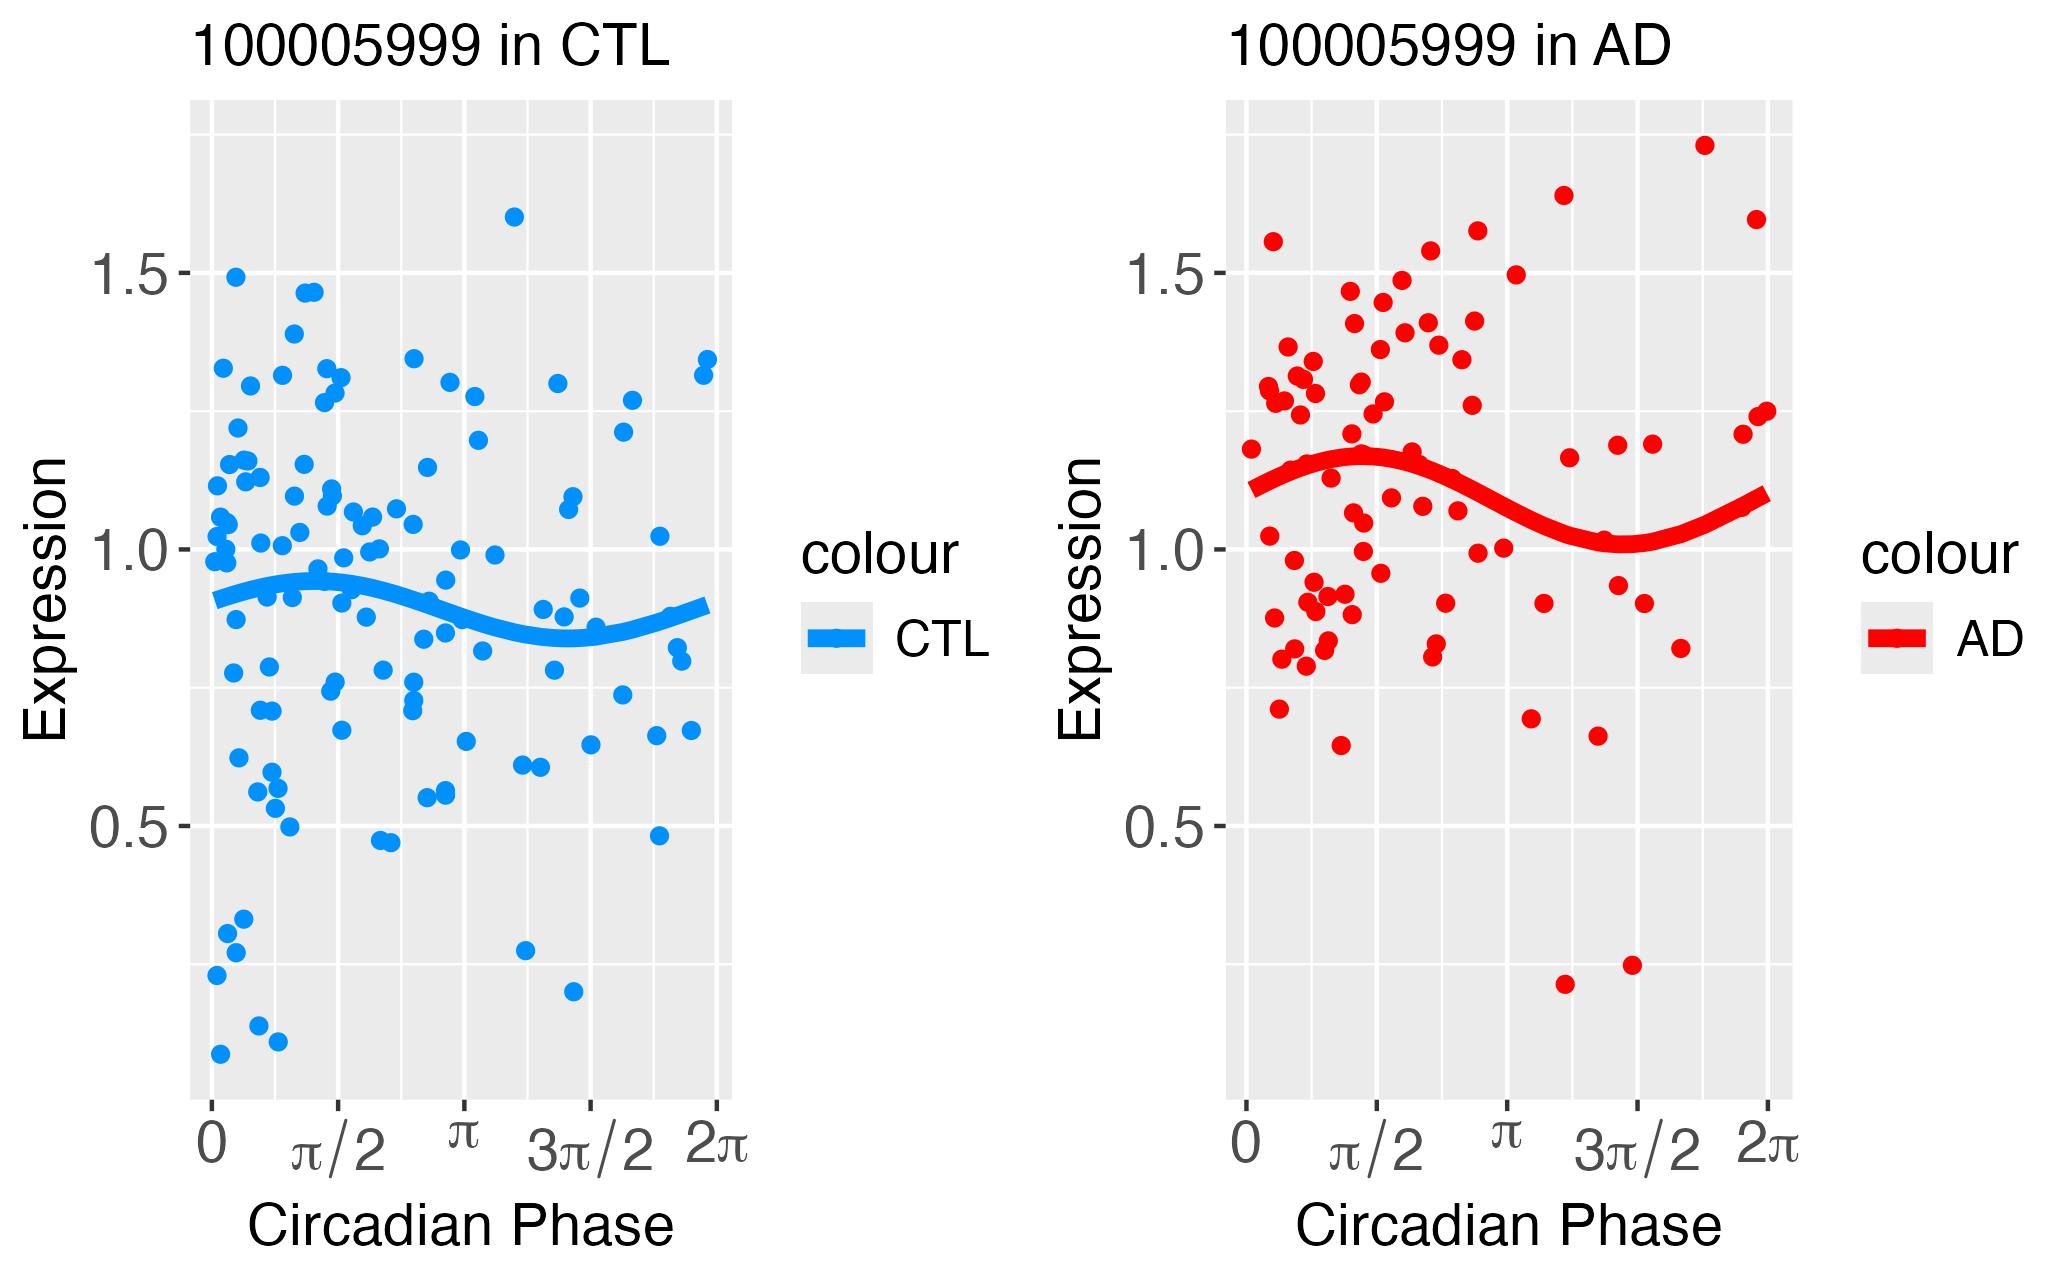 100005999 in CTL
Expression
1.5
1.0
0.5
0
π/2
π
3π/2
2π
Circadian Phase
colour
CTL
100005999 in AD
Expression
1.5
1.0
0.5
0
π/2
π
3π/2
2π
Circadian Phase
colour
AD